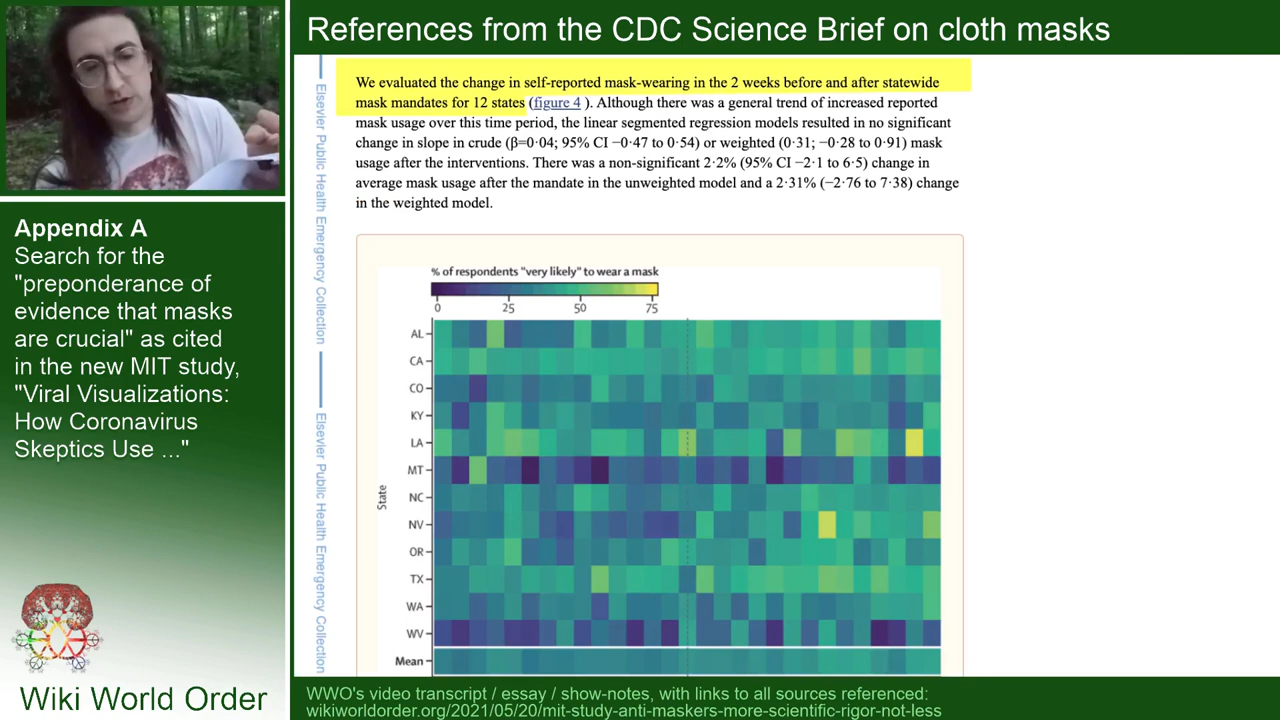 References from the CDC Science Brief on cloth masks
We evaluated the change in self-reported mask-wearing in the 2 weeks before and after statewide
mask mandates for 12 states (figure 4 ). Although there was a general trend of increased reported
mask usage over this time period, the linear segmented regression models resulted in no significant
change in slope in crude (β=0·04; 95% CI −0·47 to 0·54) or weighted (0·31; −0·28 to 0·91) mask
usage after the interventions. There was a non-significant 2·2% (95% CI −2·1 to 6·5) change in
average mask usage after the mandate in the unweighted model and a 2·31% (−2·76 to 7·38) change
in the weighted model.
Elsevier Public Health Emergency Collection
Elsevier Public Health Emergency Collection
% of respondents "very likely" to wear a mask
0 25 50 75
State
AL
CA
CO
KY
LA
MT
NC
NV
OR
TX
WA
WV
Mean
Appendix A
Search for the
"preponderance of
evidence that masks
are crucial" as cited
in the new MIT study,
"Viral Visualizations:
How Coronavirus
Skeptics Use ..."
Wiki World Order
WWO's video transcript / essay / show-notes, with links to all sources referenced:
wikiworldorder.org/2021/05/20/mit-study-anti-maskers-more-scientific-rigor-not-less